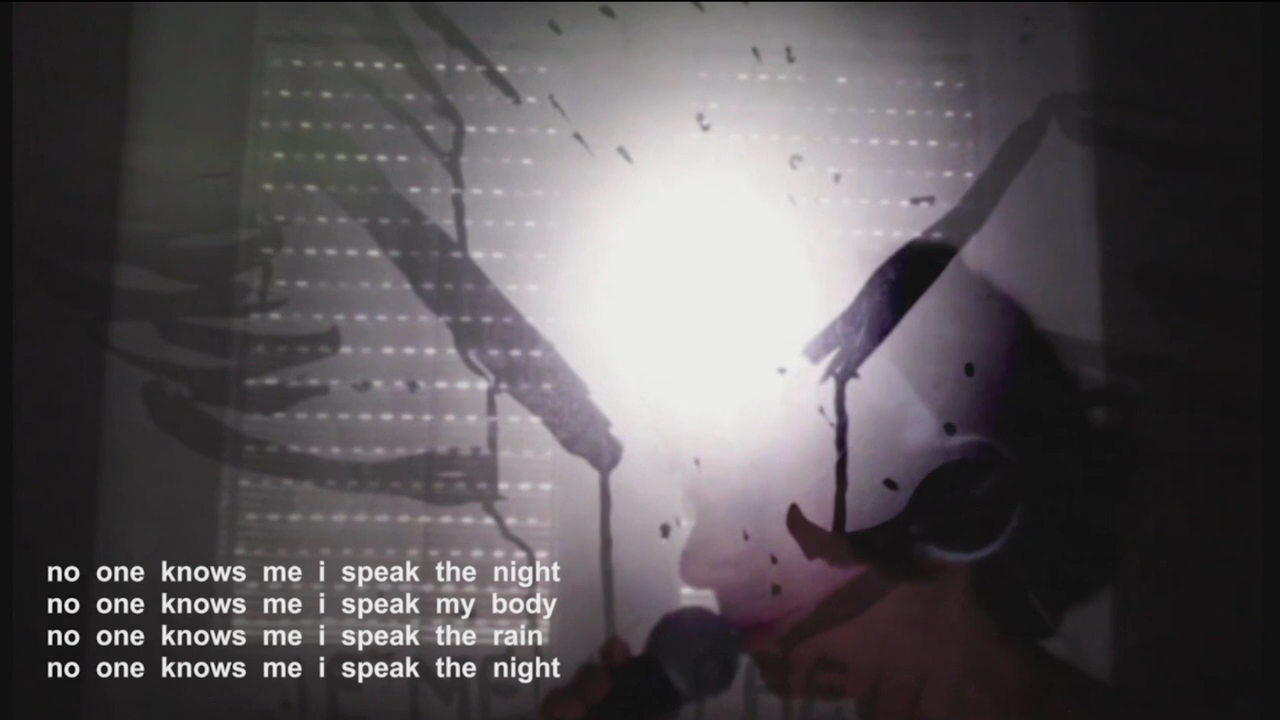 no one knows me i speak the night
no one knows me i speak my body
no one knows me i speak the rain
no one knows me i speak the night